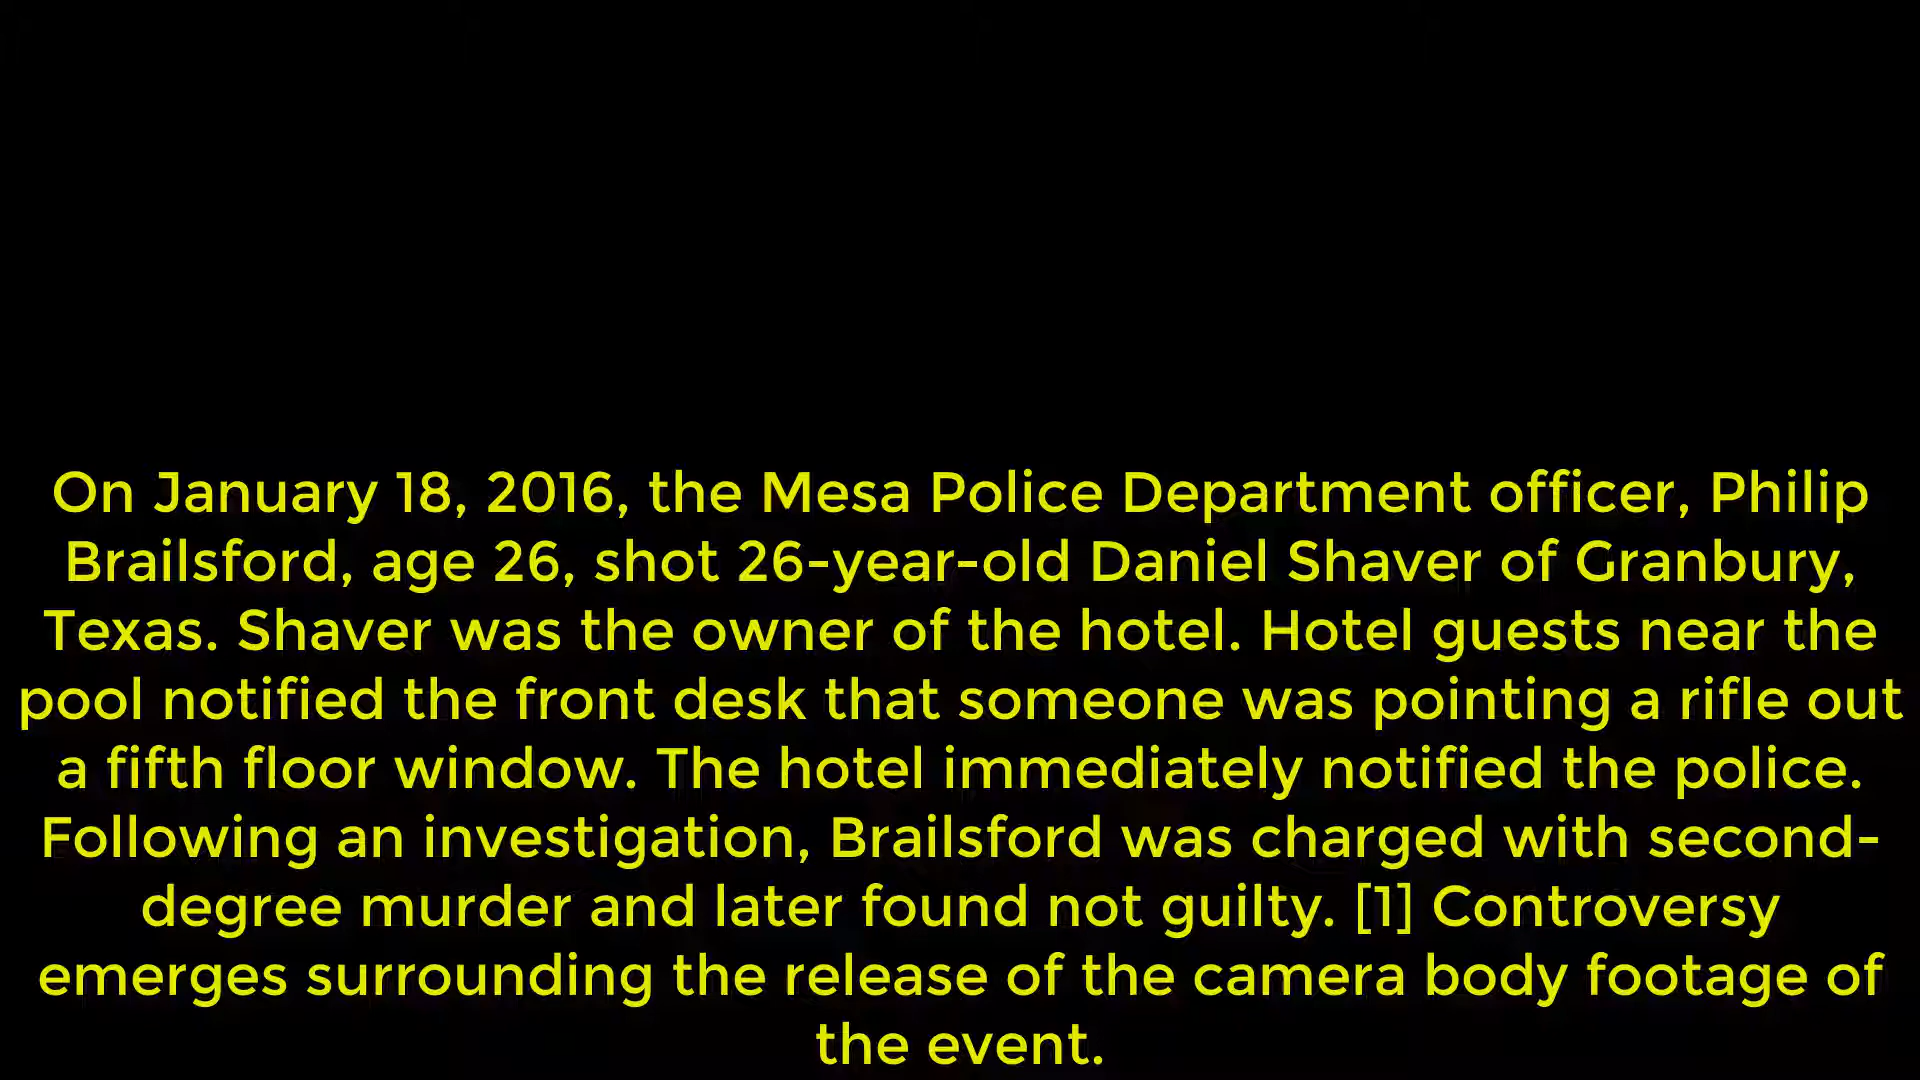 On January 18, 2016, the Mesa Police Department officer, Philip
Brailsford, age 26, shot 26-year-old Daniel Shaver of Granbury,
Texas. Shaver was the owner of the hotel. Hotel guests near the
pool notified the front desk that someone was pointing a rifle out
a fifth floor window. The hotel immediately notified the police.
Following an investigation, Brailsford was charged with second-
degree murder and later found not guilty. [1] Controversy
emerges surrounding the release of the camera body footage of
the event.